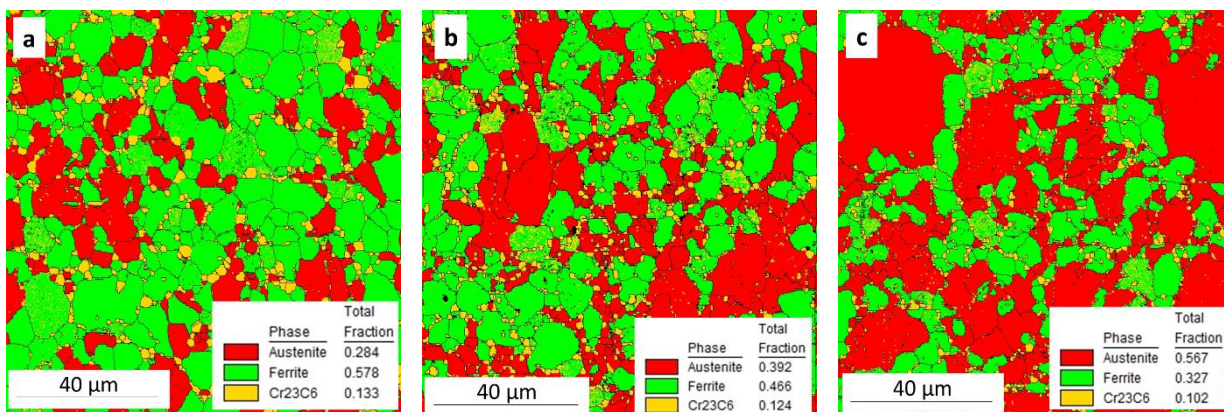 a
Total
Phase Fraction
Austenite 0.284
Ferrite 0.578
Cr23C6 0.133
40 µm
b
Total
Phase Fraction
Austenite 0.392
Ferrite 0.466
Cr23C6 0.124
40 µm
c
Total
Phase Fraction
Austenite 0.567
Ferrite 0.327
Cr23C6 0.102
40 µm